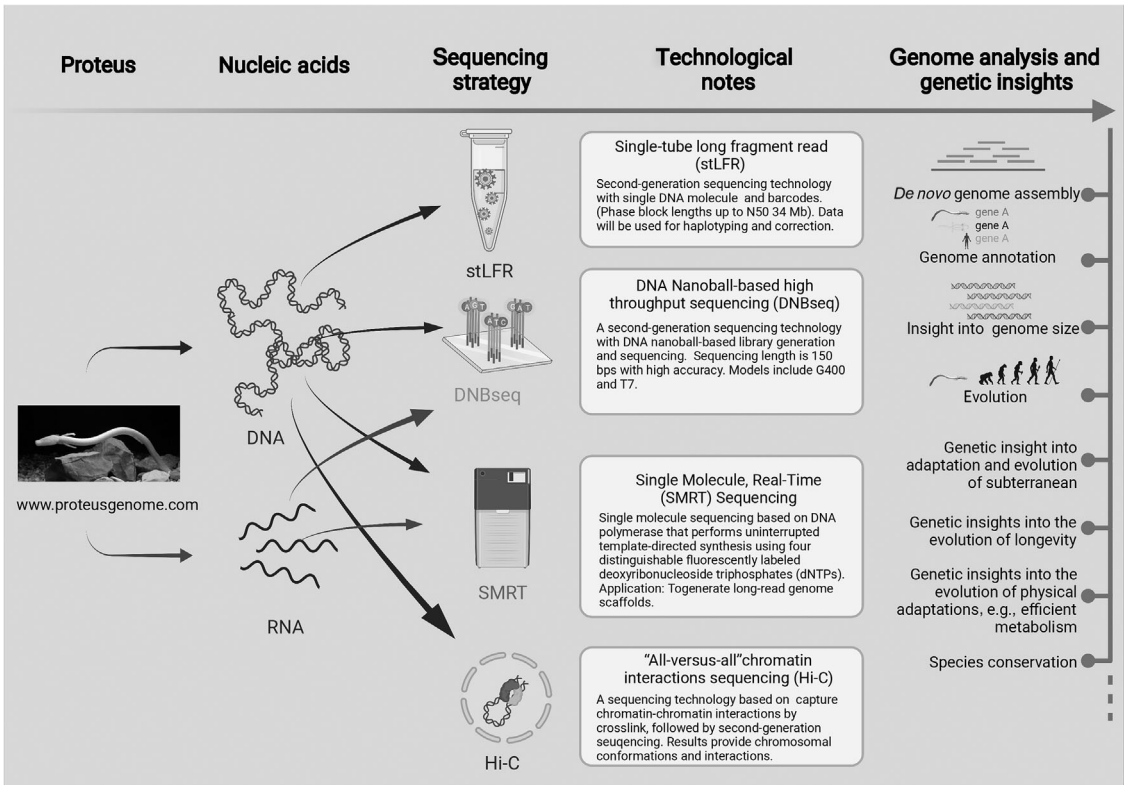 Proteus
Nucleic acids
Sequencing
strategy
Technological
notes
Genome analysis and
genetic insights
www.proteusgenome.com
DNA
RNA
stLFR
DNBseq
SMRT
Hi-C
Single-tube long fragment read
(stLFR)
Second-generation sequencing technology
with single DNA molecule and barcodes.
(Phase block lengths up to N50 34 Mb). Data
will be used for haplotyping and correction.
DNA Nanoball-based high
throughput sequencing (DNBseq)
A second-generation sequencing technology
with DNA nanoball-based library generation
and sequencing. Sequencing length is 150
bps with high accuracy. Models include G400
and T7.
Single Molecule, Real-Time
(SMRT) Sequencing
Single molecule sequencing based on DNA
polymerase that performs uninterrupted
template-directed synthesis using four
distinguishable fluorescently labeled
deoxyribonucleoside triphosphates (dNTPs).
Application: Togenerate long-read genome
scaffolds.
“All-versus-all”chromatin
interactions sequencing (Hi-C)
A sequencing technology based on capture
chromatin-chromatin interactions by
crosslink, followed by second-generation
seuqencing. Results provide chromosomal
conformations and interactions.
De novo genome assembly
gene A
gene A
gene A
Genome annotation
Insight into genome size
Evolution
Genetic insight into
adaptation and evolution
of subterranean
Genetic insights into the
evolution of longevity
Genetic insights into the
evolution of physical
adaptations, e.g., efficient
metabolism
Species conservation